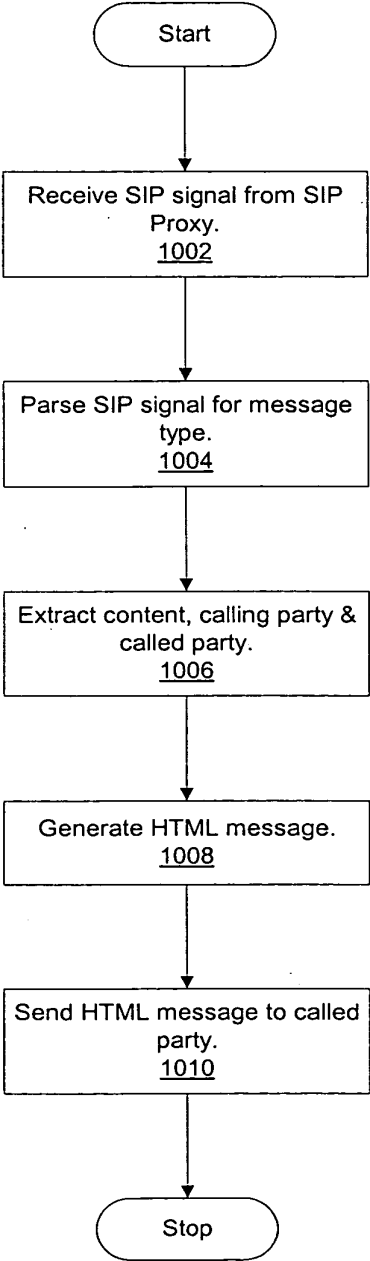 Start
Receive SIP signal from SIP
Proxy.
1002
Parse SIP signal for message
type.
1004
Extract content, calling party &
called party.
1006
Generate HTML message.
1008
Send HTML message to called
party.
1010
Stop